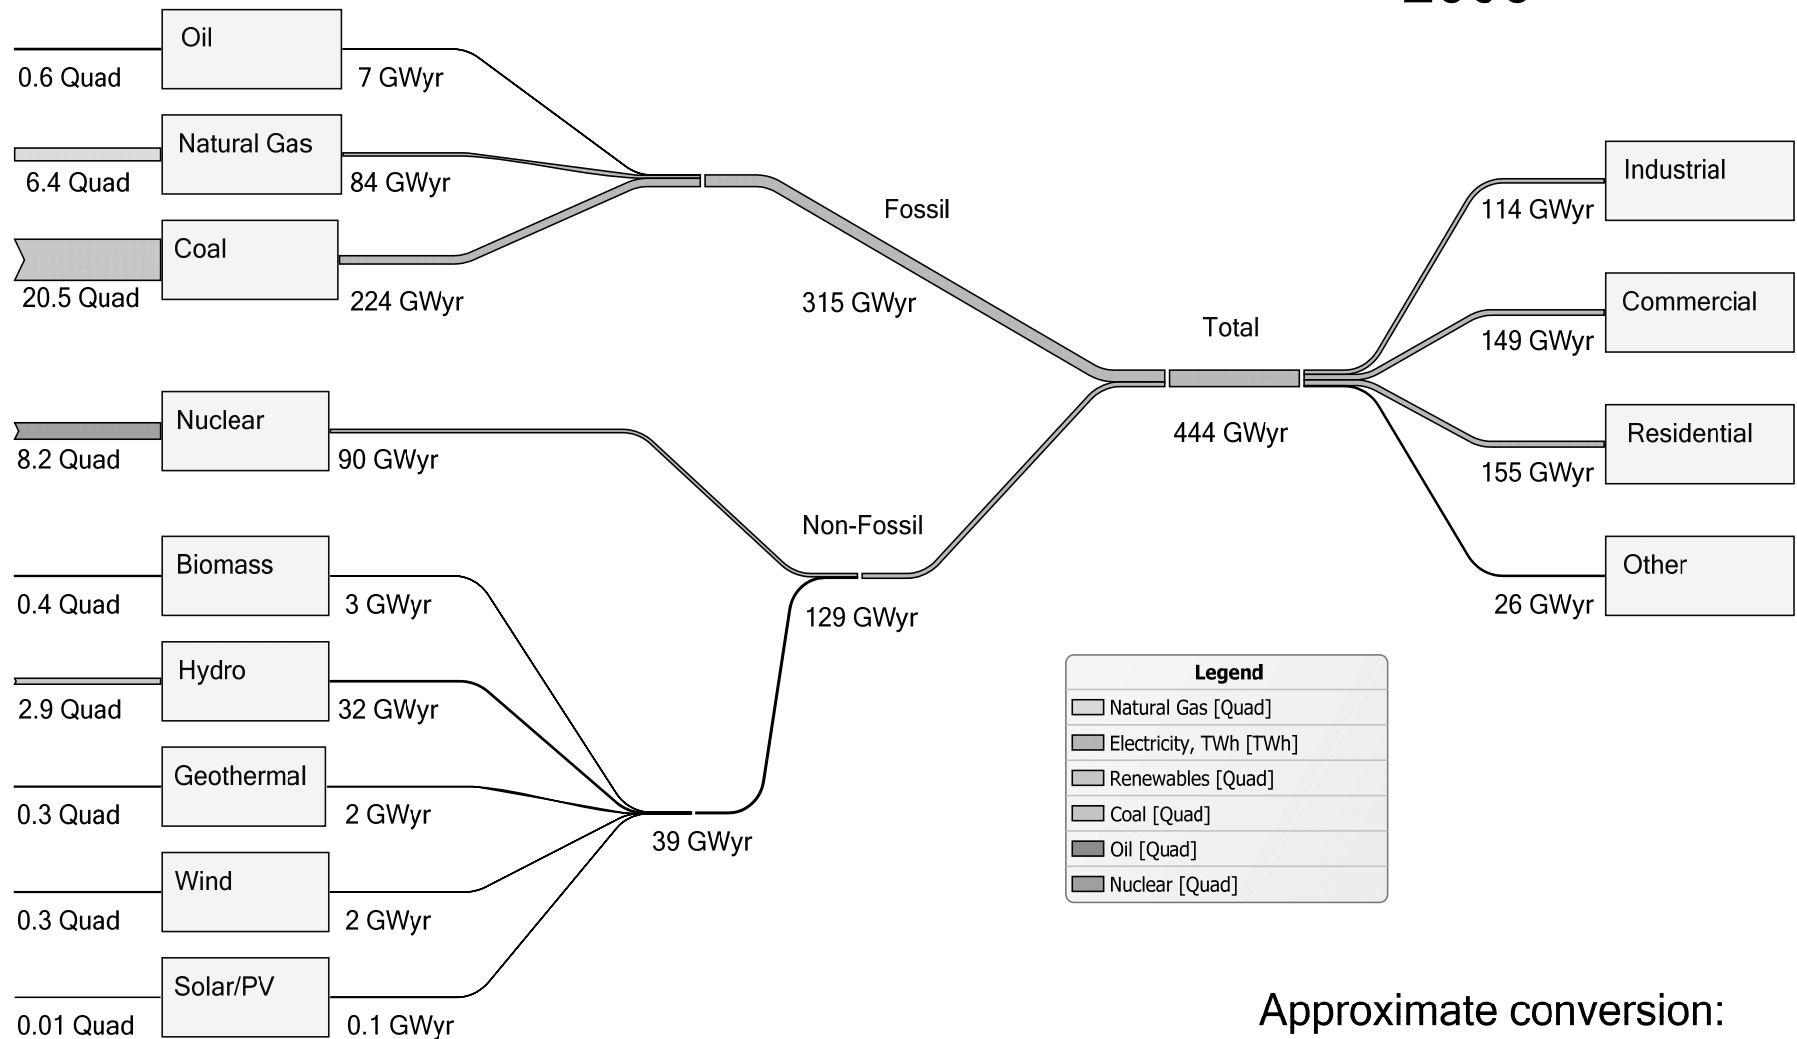 Oil
0.6 Quad
7 GWyr
Natural Gas
6.4 Quad
84 GWyr
Coal
20.5 Quad
224 GWyr
Nuclear
8.2 Quad
90 GWyr
Biomass
0.4 Quad
3 GWyr
Hydro
2.9 Quad
32 GWyr
Geothermal
0.3 Quad
2 GWyr
Wind
0.3 Quad
2 GWyr
Solar/PV
0.01 Quad
0.1 GWyr
39 GWyr
Fossil
315 GWyr
Non-Fossil
129 GWyr
Total
444 GWyr
Industrial
114 GWyr
Commercial
149 GWyr
Residential
155 GWyr
Other
26 GWyr
Legend
Natural Gas [Quad]
Electricity, TWh [TWh]
Renewables [Quad]
Coal [Quad]
Oil [Quad]
Nuclear [Quad]
Approximate conversion: